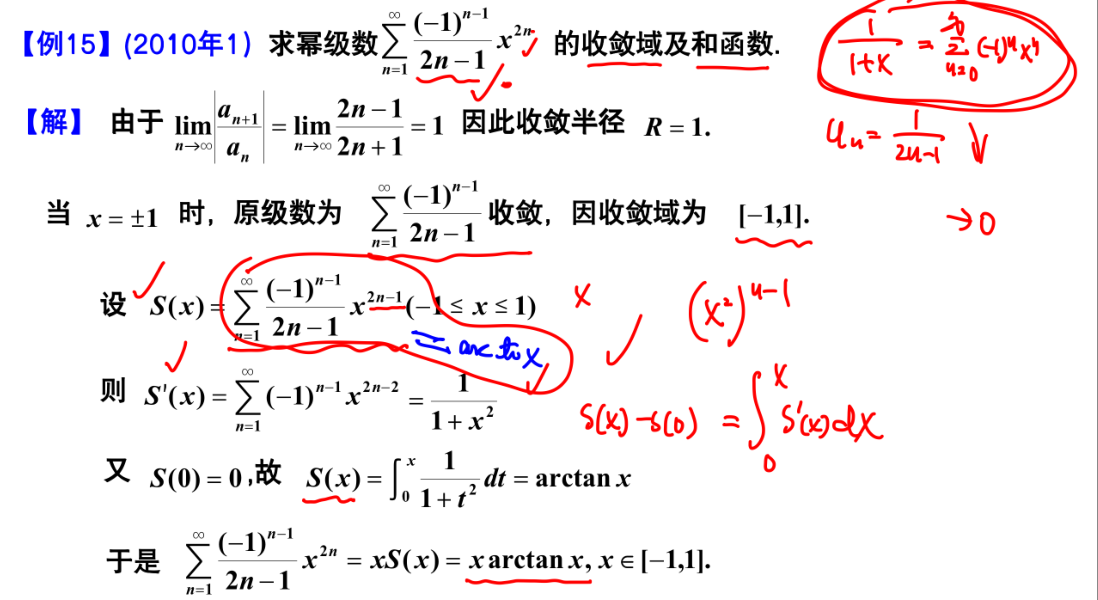 【例15】(2010年1) 求幂级数 $\sum_{n=1}^{\infty} \frac{(-1)^{n-1}}{2n-1} x^{2n}$ 的收敛域及和函数.
$\frac{1}{1+x} = \sum_{n=0}^{\infty} (-1)^n x^n$
【解】 由于 $\lim_{n\to\infty} \left|\frac{a_{n+1}}{a_n}\right| = \lim_{n\to\infty} \frac{2n-1}{2n+1} = 1$ 因此收敛半径 $R = 1.$
$u_n = \frac{1}{2n-1} \downarrow$
当 $x = \pm 1$ 时，原级数为 $\sum_{n=1}^{\infty} \frac{(-1)^{n-1}}{2n-1}$ 收敛，因收敛域为 $[-1,1].$
$\to 0$
设 $S(x) = \sum_{n=1}^{\infty} \frac{(-1)^{n-1}}{2n-1} x^{2n-1} (-1 \le x \le 1)$
x
$(x^2)^{n-1}$
= arctan x
则 $S'(x) = \sum_{n=1}^{\infty} (-1)^{n-1} x^{2n-2} = \frac{1}{1+x^2}$
$S(x) - S(0) = \int_0^x S'(x) dx$
又 $S(0) = 0$ ,故 $S(x) = \int_0^x \frac{1}{1+t^2} dt = \arctan x$
于是 $\sum_{n=1}^{\infty} \frac{(-1)^{n-1}}{2n-1} x^{2n} = xS(x) = x \arctan x, x \in [-1,1].$